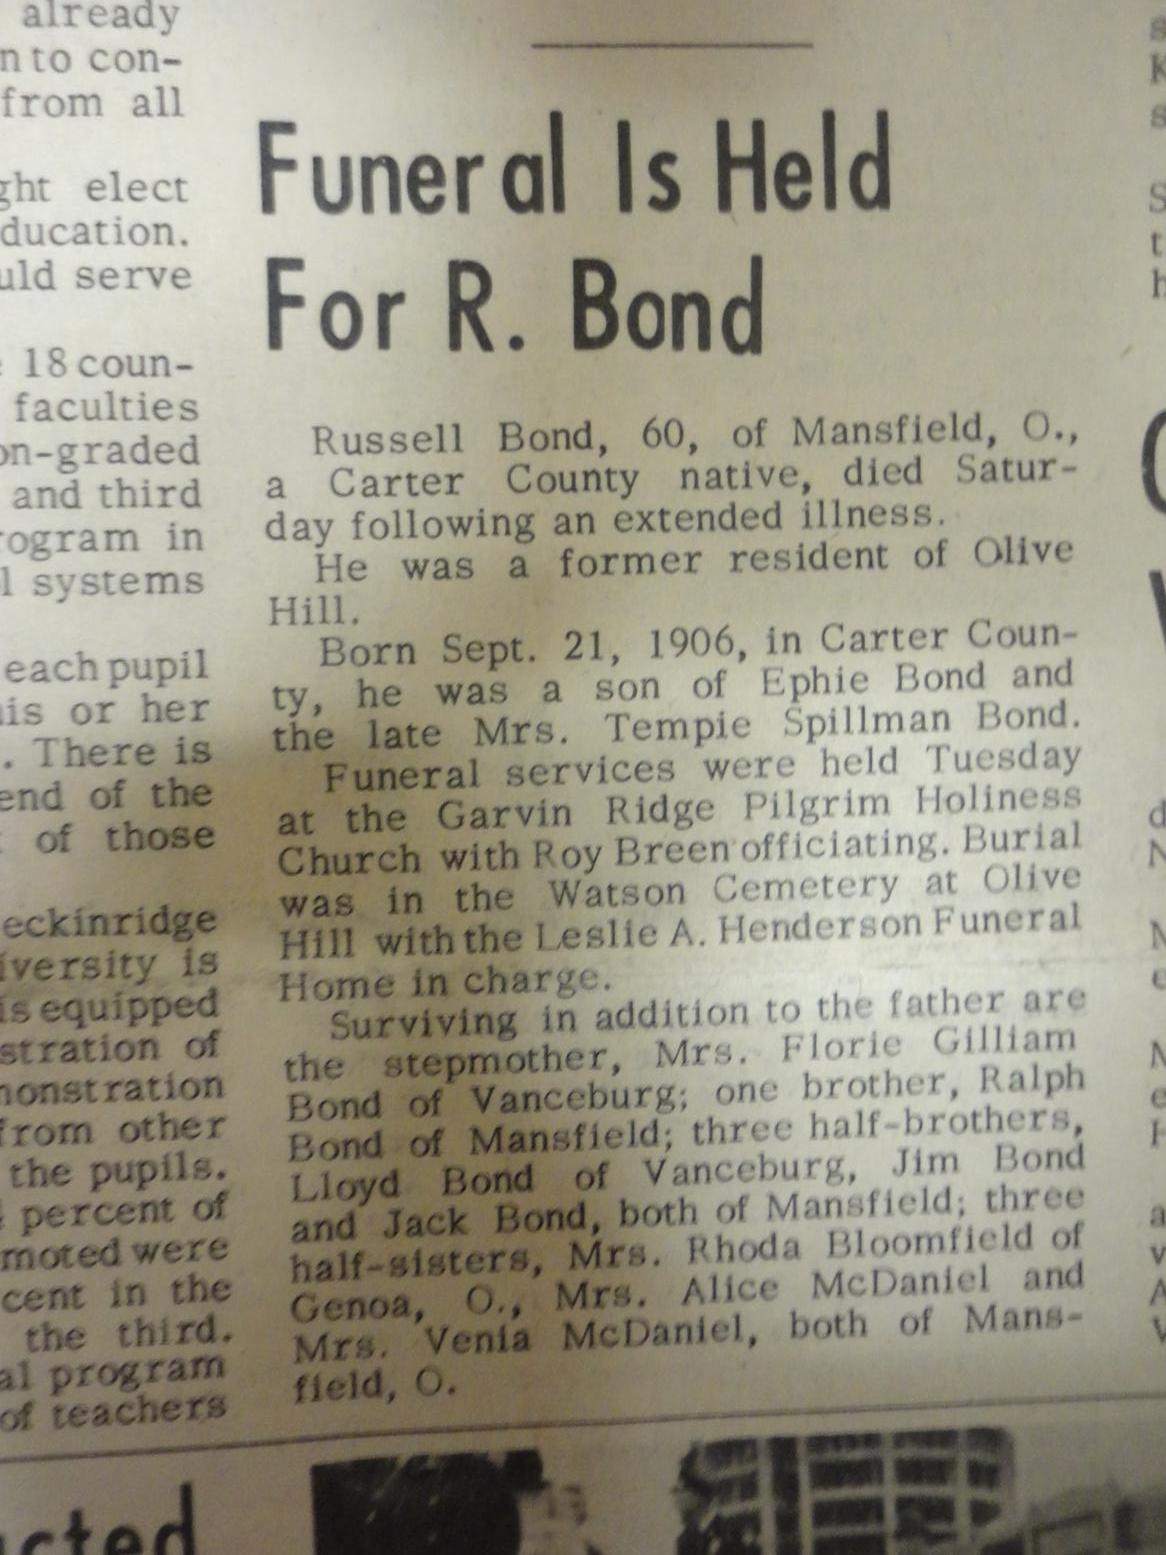 already
n to con-
from all
ght elect
ducation.
uld serve
18 coun-
faculties
on-graded
and third
rogram in
l systems
each pupil
is or her
. There is
end of the
of those
eckinridge
iversity is
is equipped
stration of
monstration
from other
the pupils.
percent of
moted were
cent in the
the third.
al program
of teachers
Funeral Is Held
For R. Bond
Russell Bond, 60, of Mansfield, O.,
a Carter County native, died Satur-
day following an extended illness.
He was a former resident of Olive
Hill.
Born Sept. 21, 1906, in Carter Coun-
ty, he was a son of Ephie Bond and
the late Mrs. Tempie Spillman Bond.
Funeral services were held Tuesday
at the Garvin Ridge Pilgrim Holiness
Church with Roy Breen officiating. Burial
was in the Watson Cemetery at Olive
Hill with the Leslie A. Henderson Funeral
Home in charge.
Surviving in addition to the father are
the stepmother, Mrs. Florie Gilliam
Bond of Vanceburg; one brother, Ralph
Bond of Mansfield; three half-brothers,
Lloyd Bond of Vanceburg, Jim Bond
and Jack Bond, both of Mansfield; three
half-sisters, Mrs. Rhoda Bloomfield of
Genoa, O., Mrs. Alice McDaniel and
Mrs. Venia McDaniel, both of Mans-
field, O.
cted